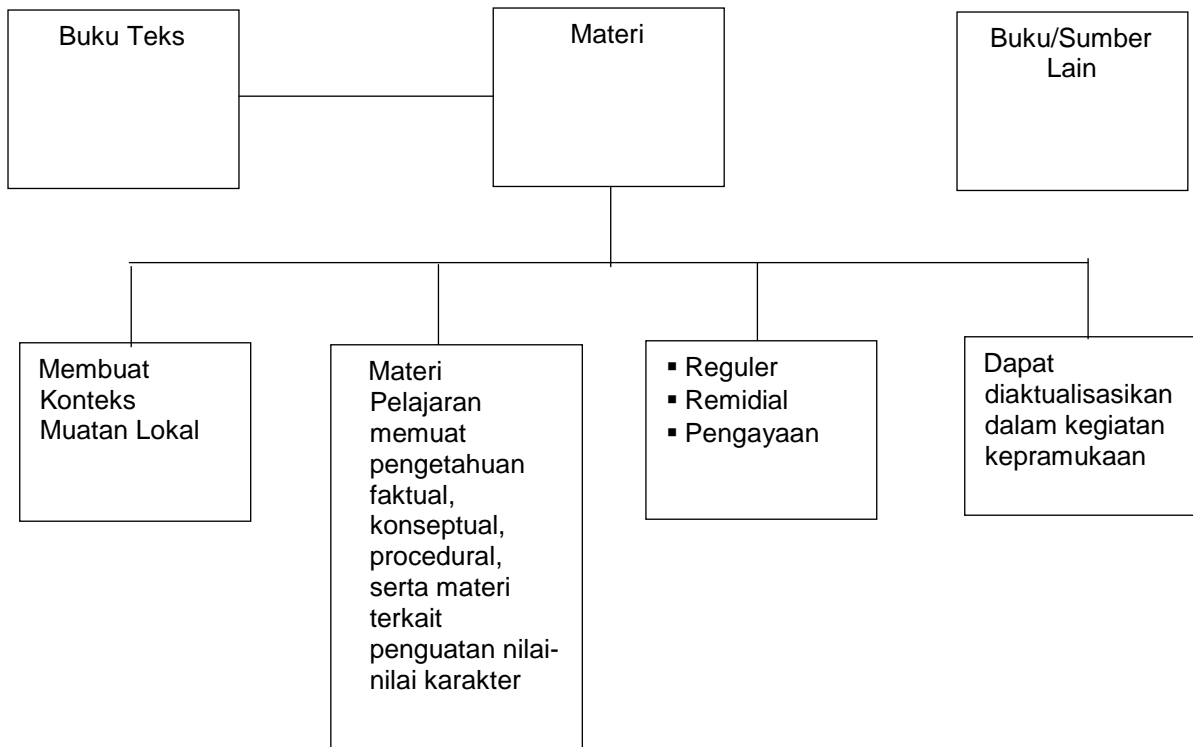 Buku Teks
Materi
Buku/Sumber
Lain
Membuat
Konteks
Muatan Lokal
Materi
Pelajaran
memuat
pengetahuan
faktual,
konseptual,
procedural,
serta materi
terkait
penguatan nilai-
nilai karakter
▪ Reguler
▪ Remidial
▪ Pengayaan
Dapat
diaktualisasikan
dalam kegiatan
kepramukaan